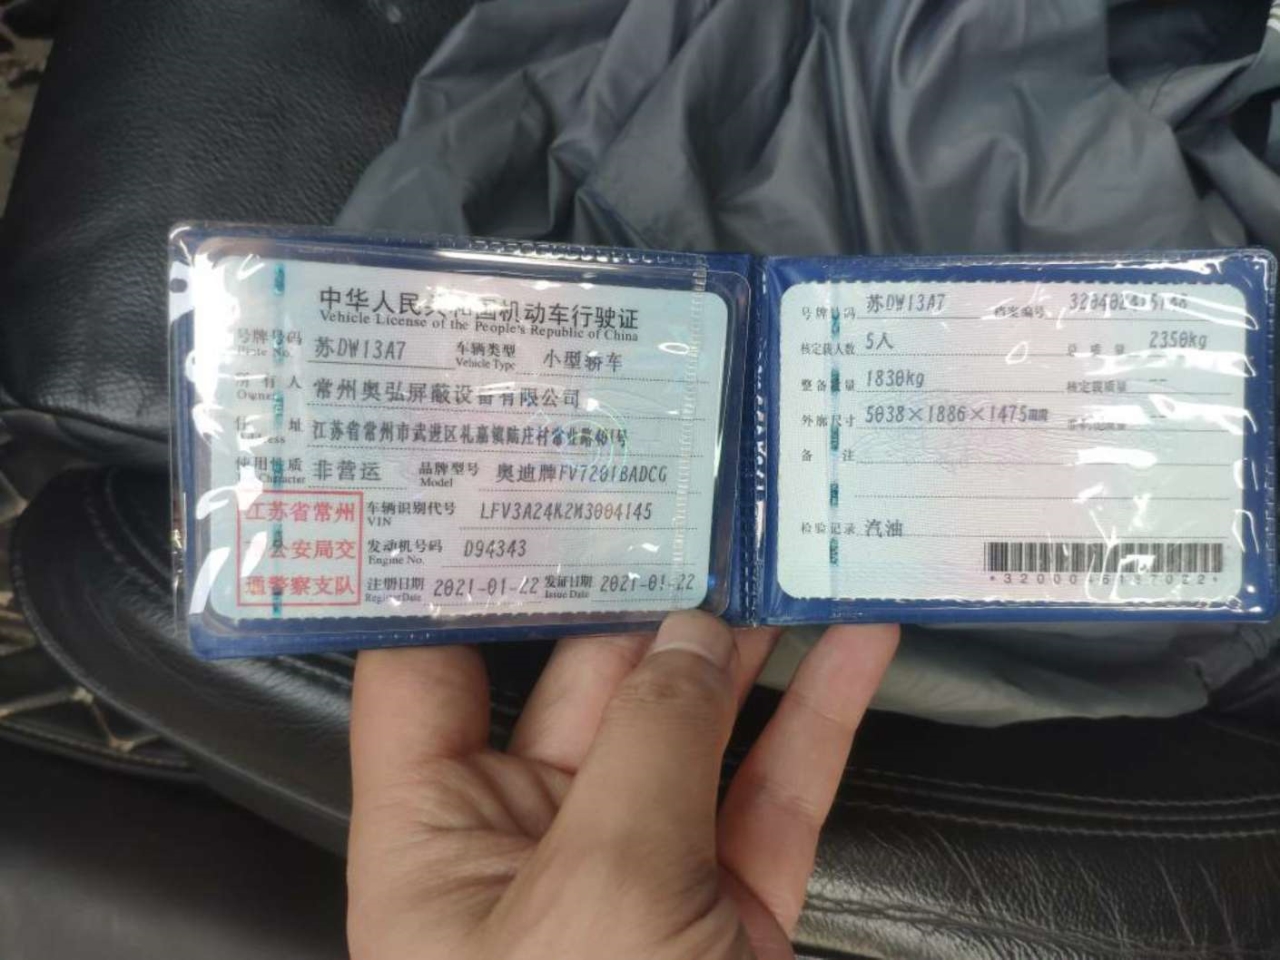 中华人民共和国机动车行驶证
Vehicle License of the People's Republic of China
号牌号码 Plate No. 苏DW13A7 车辆类型 Vehicle Type 小型轿车
所有人 Owner 常州奥弘屏蔽设备有限公司
住址 Address 江苏省常州市武进区礼嘉镇陆庄村
使用性质 Use Character 非营运 品牌型号 Model 奥迪牌FV7201BADCG
江苏省常州
市公安局交
通警察支队
车辆识别代号 VIN LFV3A24K2M3004145
发动机号码 Engine No. D94343
注册日期 Register Date 2021-01-22 发证日期 Issue Date 2021-01-22
号牌号码 苏DW13A7 档案编号
核定载人数 5人 总质量 2350kg
整备质量 1830kg 核定载质量 --
外廓尺寸 5038×1886×1475mm
备注
检验记录 汽油